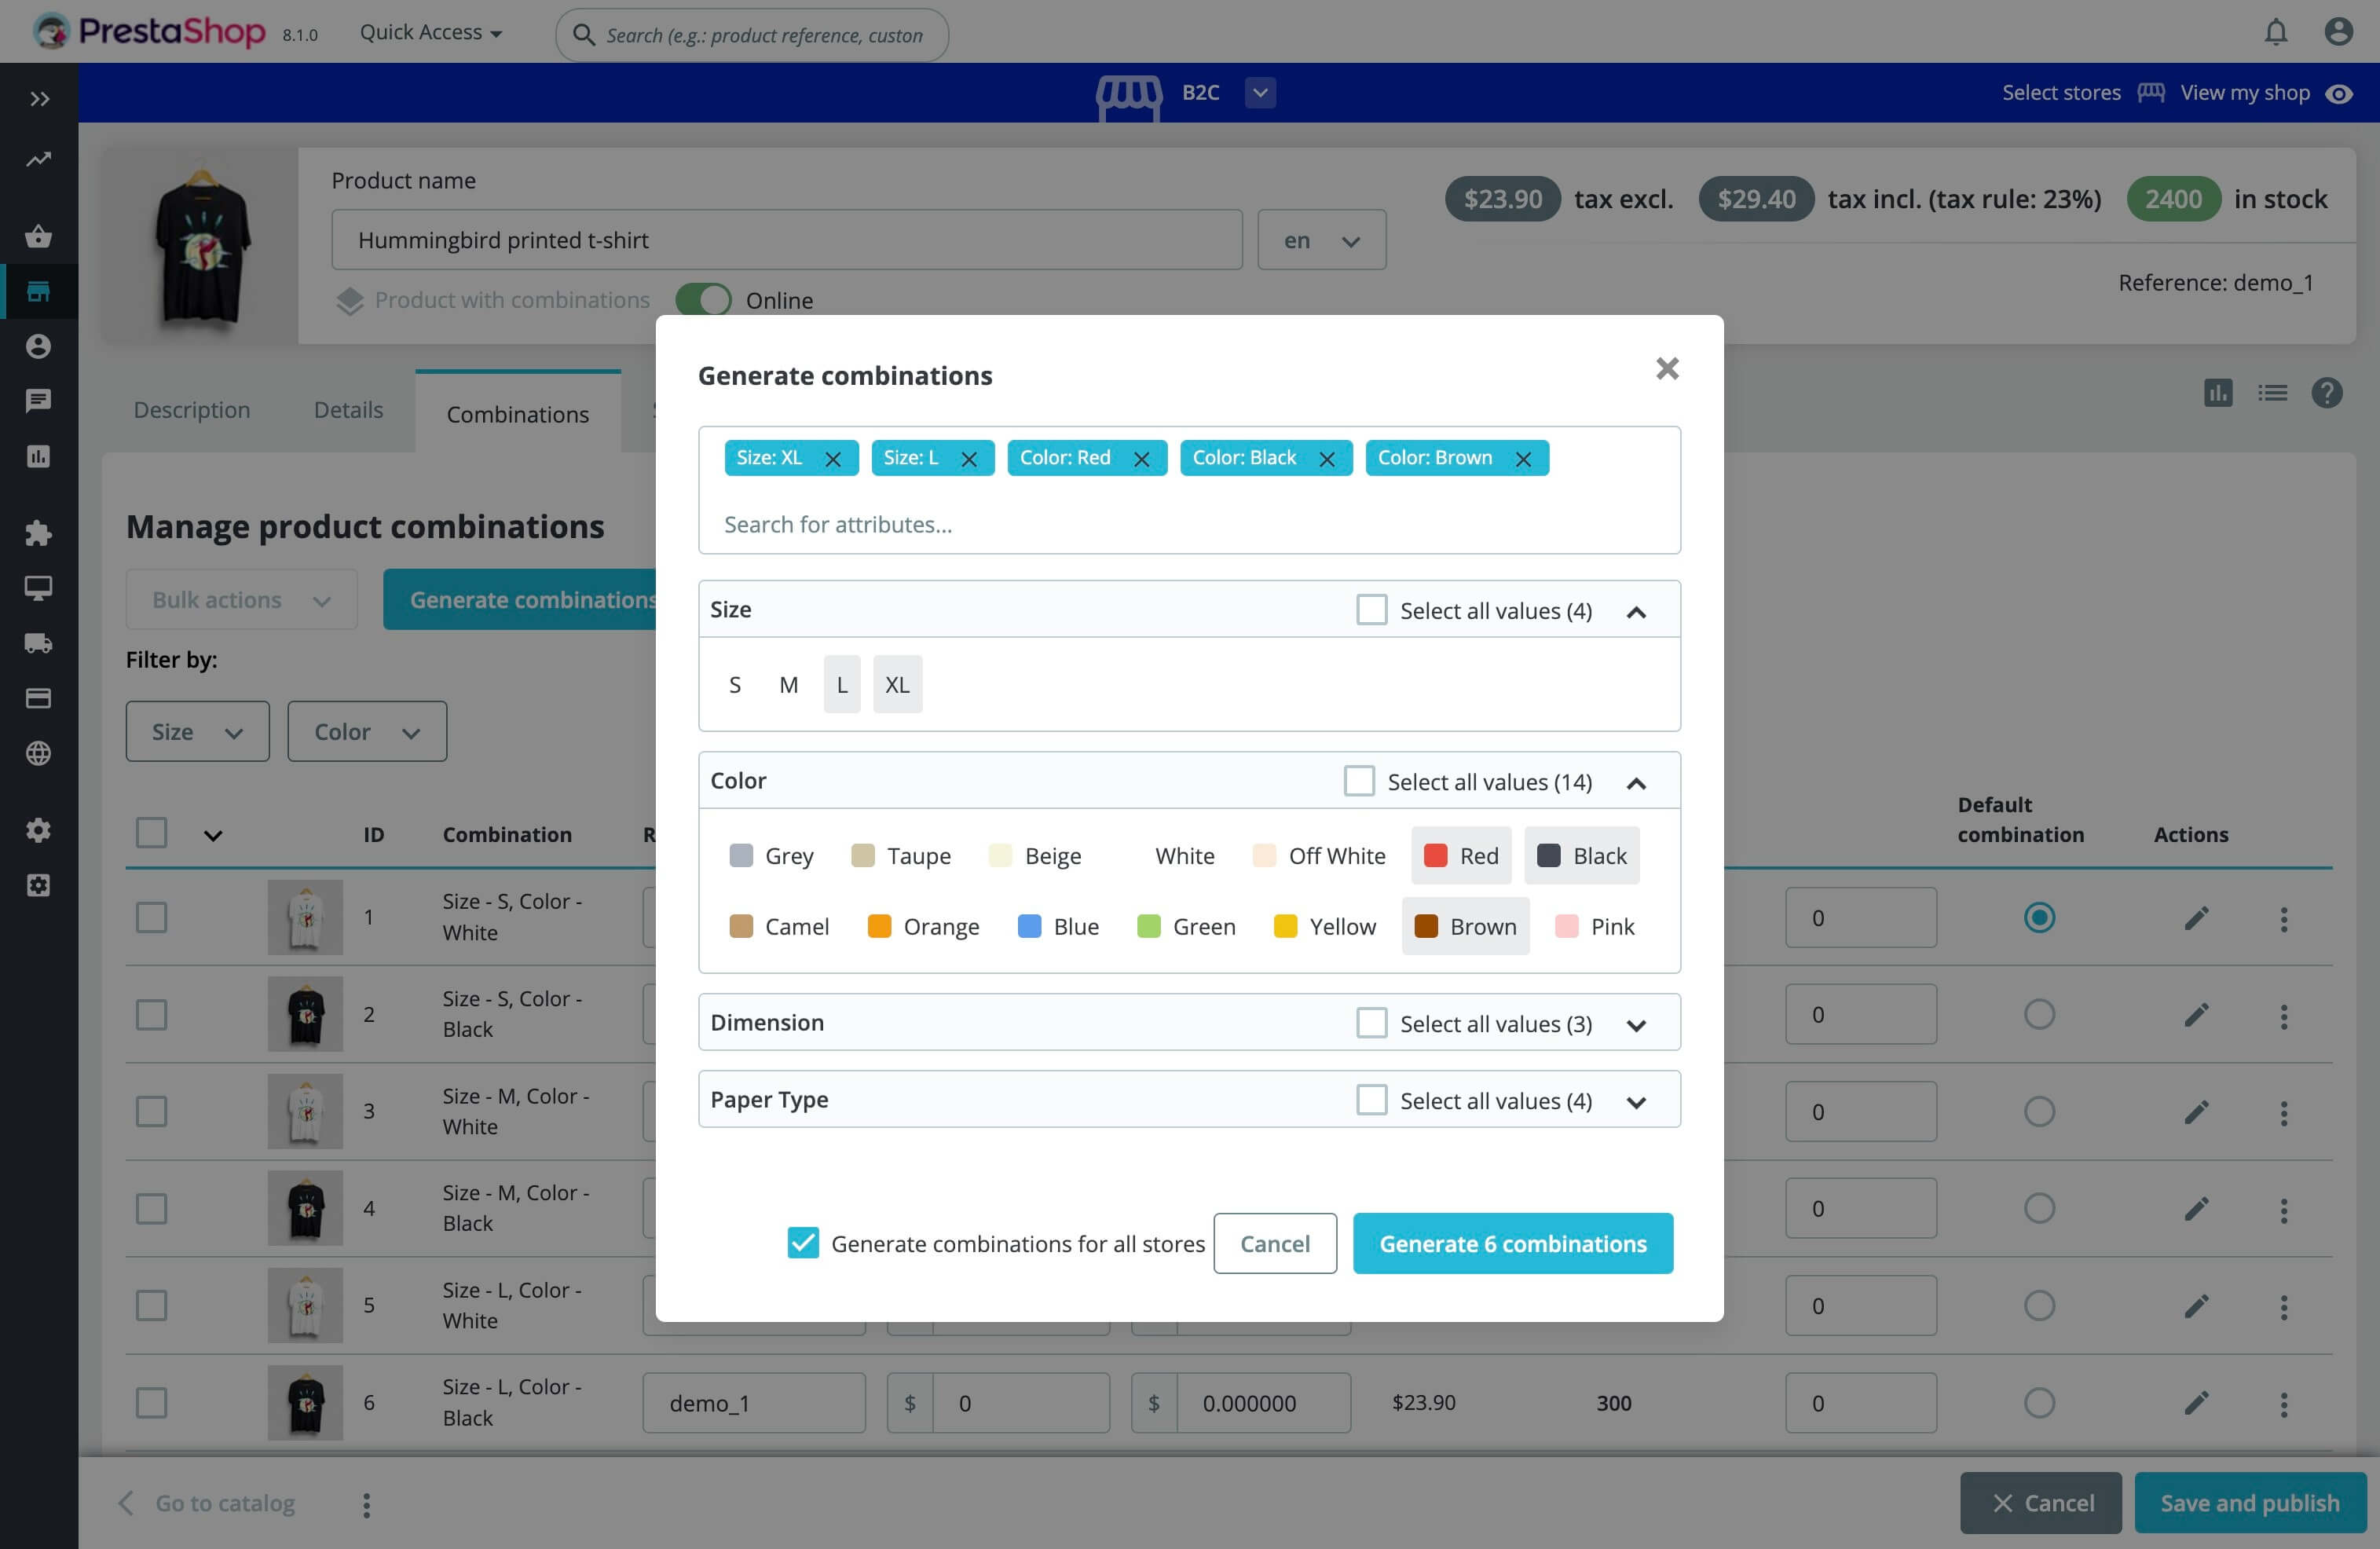 PrestaShop 8.1.0 Quick Access Search (e.g.: product reference, custon
B2C Select stores View my shop
Product name
Hummingbird printed t-shirt en
$23.90 tax excl. $29.40 tax incl. (tax rule: 23%) 2400 in stock
Product with combinations Online
Reference: demo_1
Description Details Combinations
Generate combinations
Size: XL Size: L Color: Red Color: Black Color: Brown
Search for attributes...
Size Select all values (4)
S M L XL
Color Select all values (14)
Grey Taupe Beige White Off White Red Black
Camel Orange Blue Green Yellow Brown Pink
Dimension Select all values (3)
Paper Type Select all values (4)
Generate combinations for all stores Cancel Generate 6 combinations
Manage product combinations
Bulk actions Generate combinations
Filter by:
Size Color
ID Combination R Default
combination Actions
1 Size - S, Color -
White 0
2 Size - S, Color -
Black 0
3 Size - M, Color -
White 0
4 Size - M, Color -
Black 0
5 Size - L, Color -
White 0
6 Size - L, Color -
Black demo_1 $ 0 $ 0.000000 $23.90 300 0
Go to catalog Cancel Save and publish